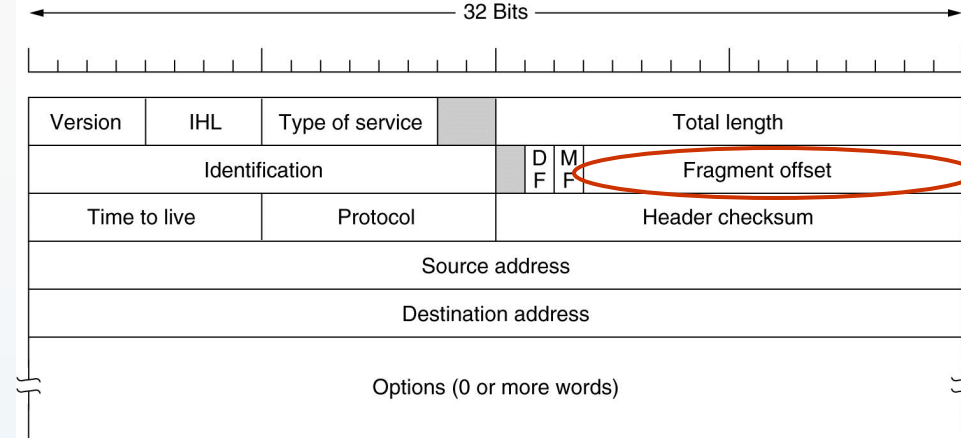 32 Bits
Version IHL Type of service Total length
Identification D F M F Fragment offset
Time to live Protocol Header checksum
Source address
Destination address
Options (0 or more words)